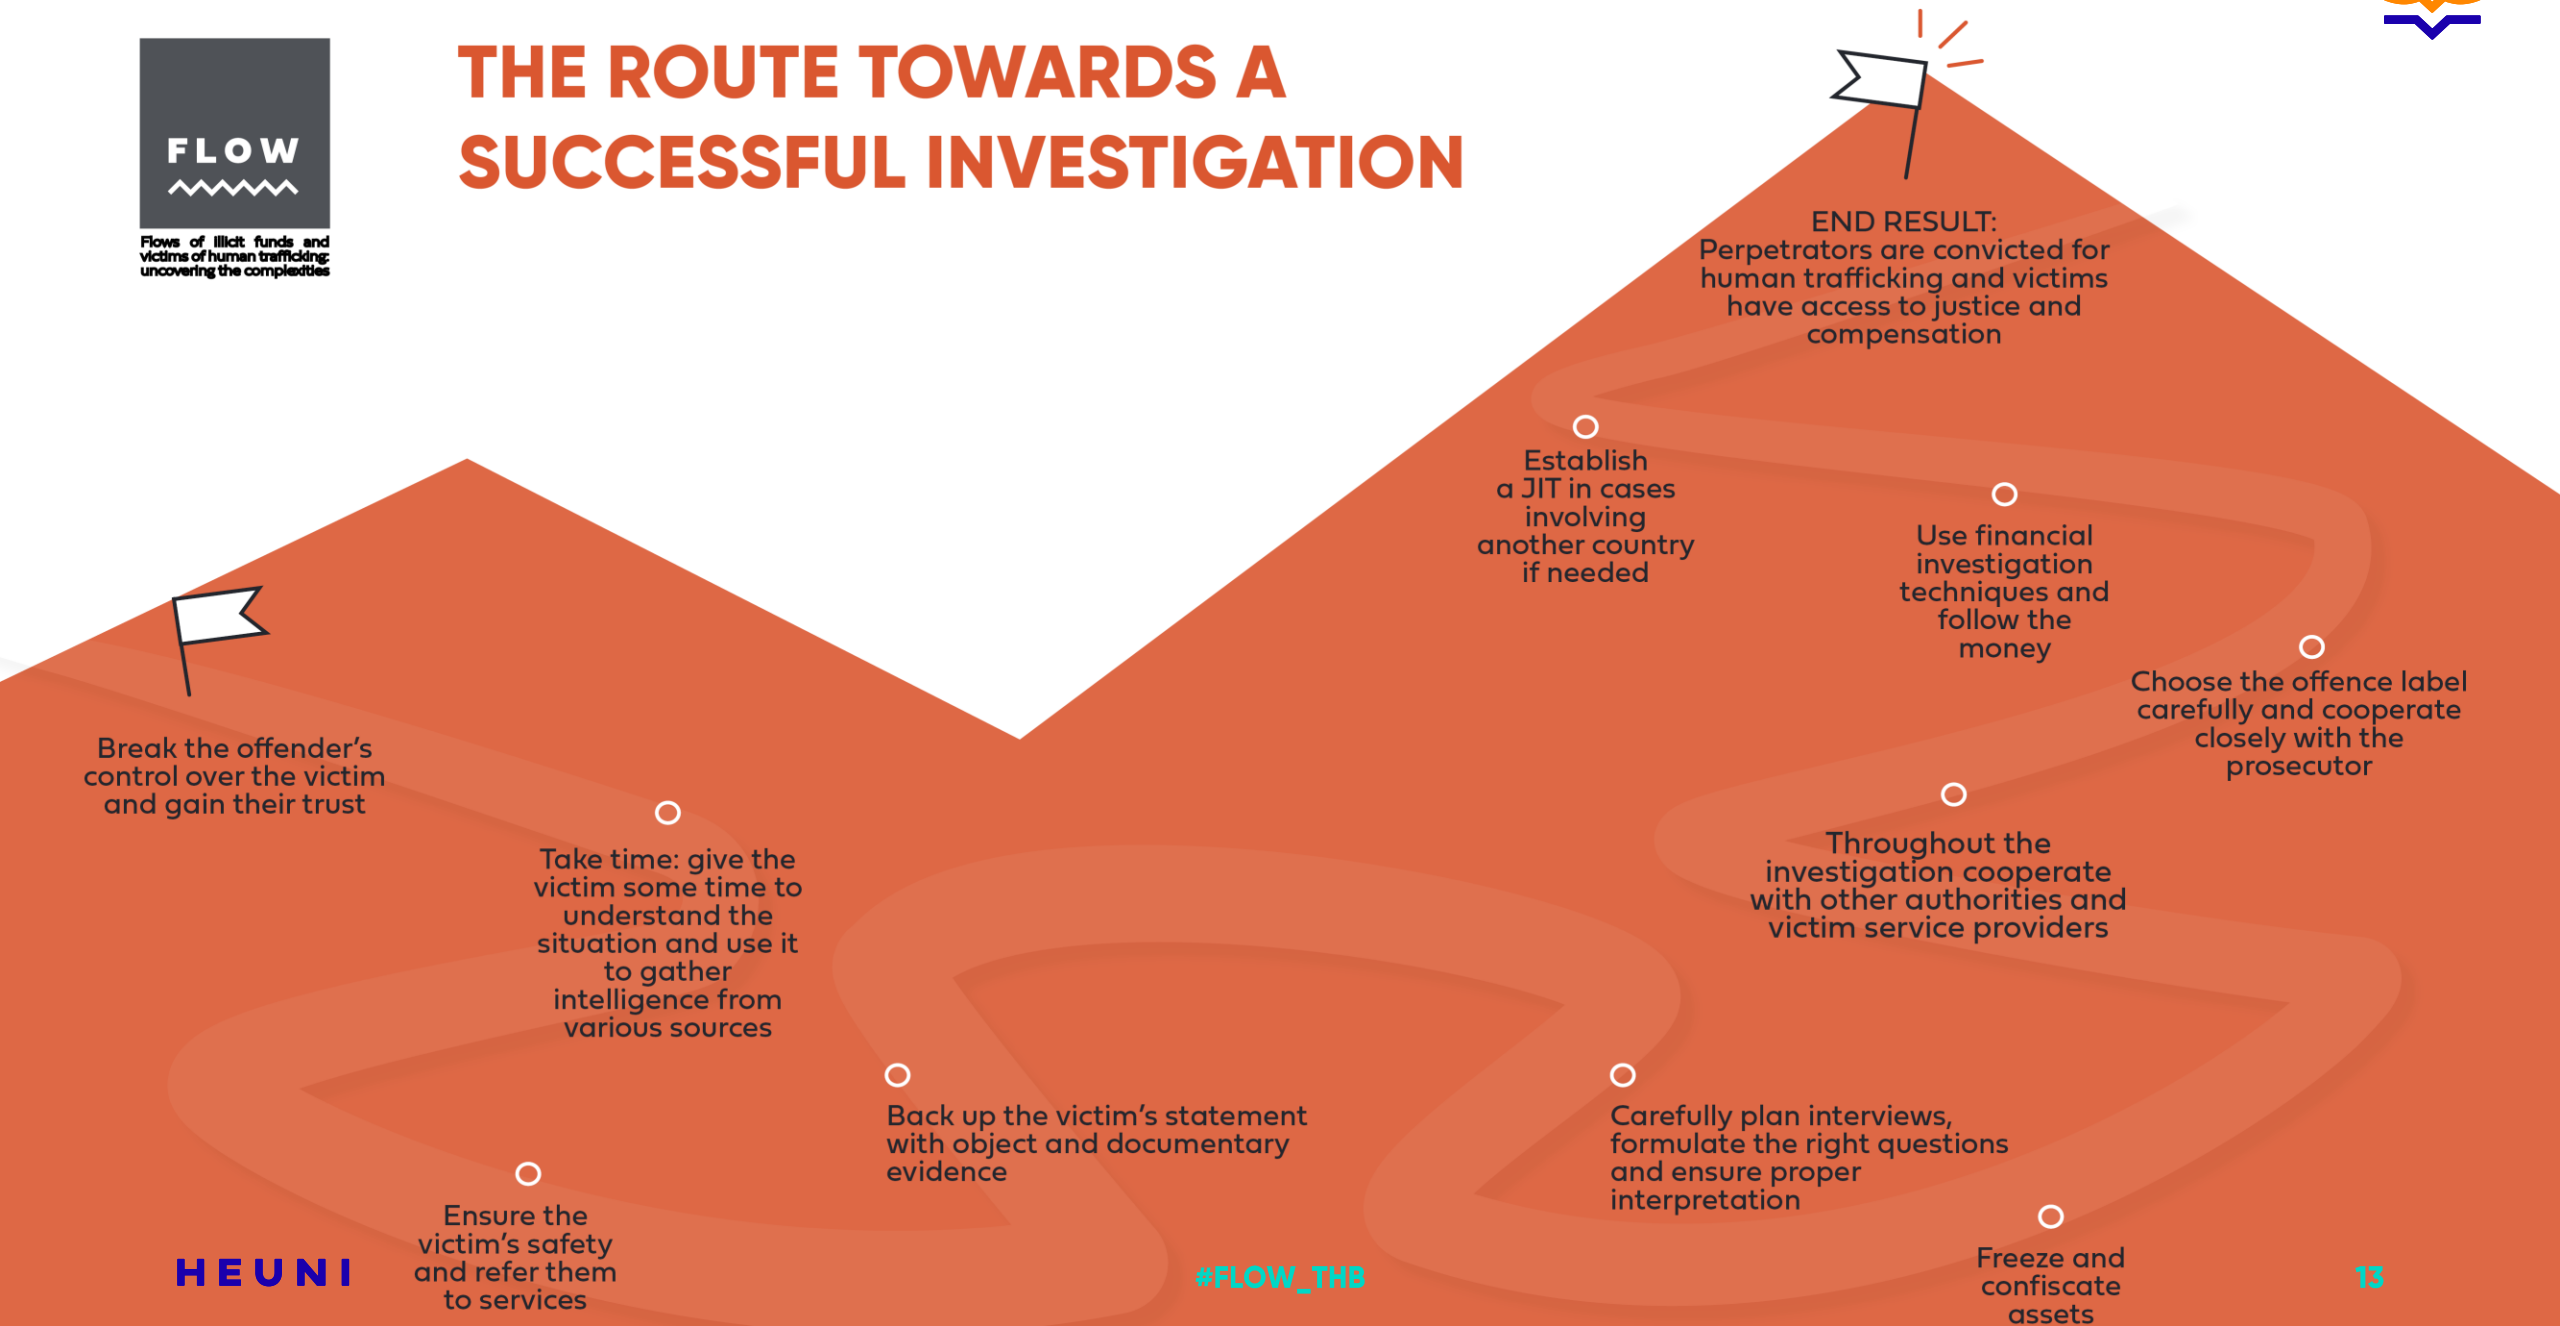 FLOW
Flows of illicit funds and
victims of human trafficking:
uncovering the complexities
THE ROUTE TOWARDS A
SUCCESSFUL INVESTIGATION
Break the offender's
control over the victim
and gain their trust
Take time: give the
victim some time to
understand the
situation and use it
to gather
intelligence from
various sources
Ensure the
victim's safety
and refer them
to services
Back up the victim's statement
with object and documentary
evidence
Carefully plan interviews,
formulate the right questions
and ensure proper
interpretation
Freeze and
confiscate
assets
Throughout the
investigation cooperate
with other authorities and
victim service providers
Choose the offence label
carefully and cooperate
closely with the
prosecutor
Use financial
investigation
techniques and
follow the
money
Establish
a JIT in cases
involving
another country
if needed
END RESULT:
Perpetrators are convicted for
human trafficking and victims
have access to justice and
compensation
HEUNI
#FLOW_THB
13